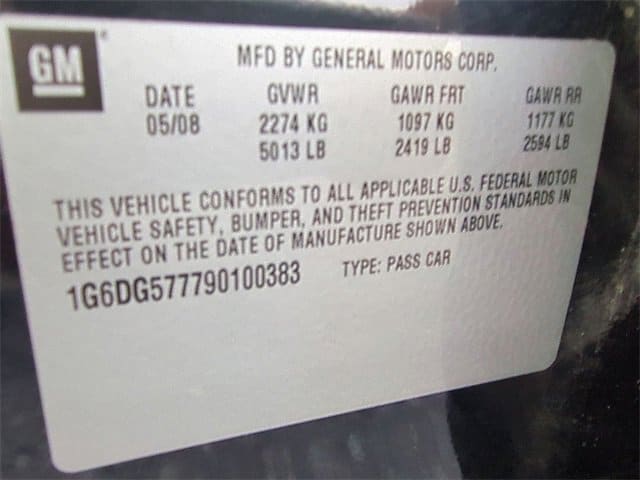 GM
MFD BY GENERAL MOTORS CORP.
DATE GVWR GAWR FRT GAWR RR
05/08 2274 KG 1097 KG 1177 KG
5013 LB 2419 LB 2594 LB
THIS VEHICLE CONFORMS TO ALL APPLICABLE U.S. FEDERAL MOTOR
VEHICLE SAFETY, BUMPER, AND THEFT PREVENTION STANDARDS IN
EFFECT ON THE DATE OF MANUFACTURE SHOWN ABOVE.
1G6DG577790100383 TYPE: PASS CAR